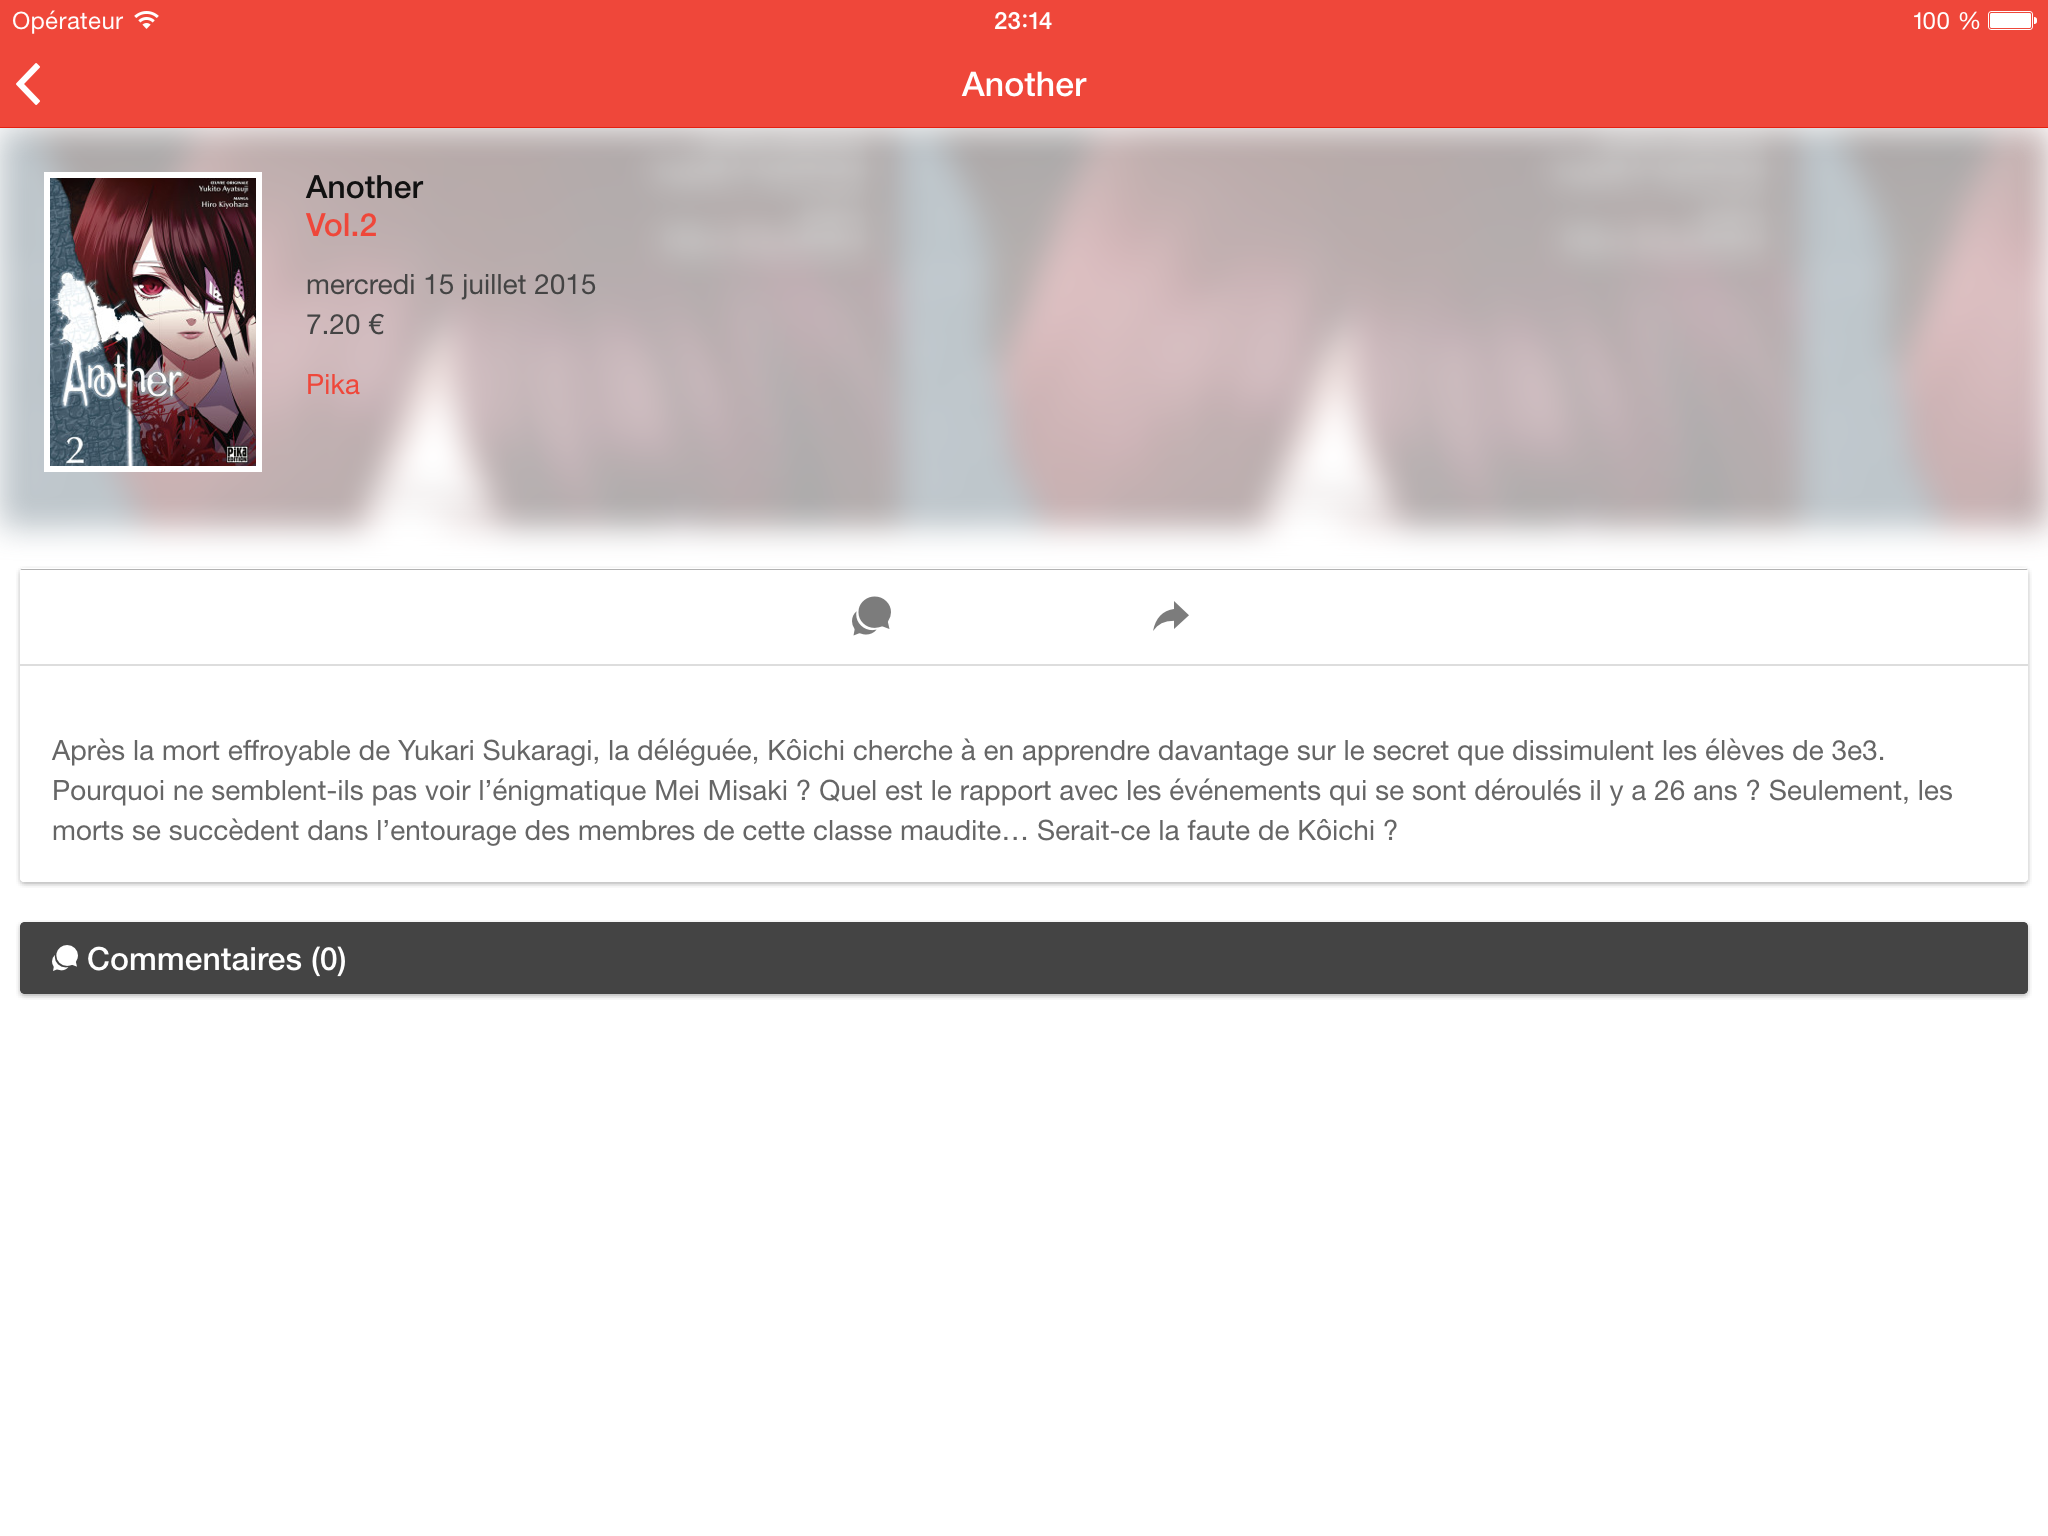 Opérateur
23:14
100 %
Another
ŒUVRE ORIGINALE
Yukito Ayatsuji
MANGA
Hiro Kiyohara
Another
2
Pika
EDITION
Another
Vol.2
mercredi 15 juillet 2015
7.20 €
Pika
Après la mort effroyable de Yukari Sukaragi, la déléguée, Kôichi cherche à en apprendre davantage sur le secret que dissimulent les élèves de 3e3.
Pourquoi ne semblent-ils pas voir l’énigmatique Mei Misaki ? Quel est le rapport avec les événements qui se sont déroulés il y a 26 ans ? Seulement, les
morts se succèdent dans l’entourage des membres de cette classe maudite… Serait-ce la faute de Kôichi ?
Commentaires (0)